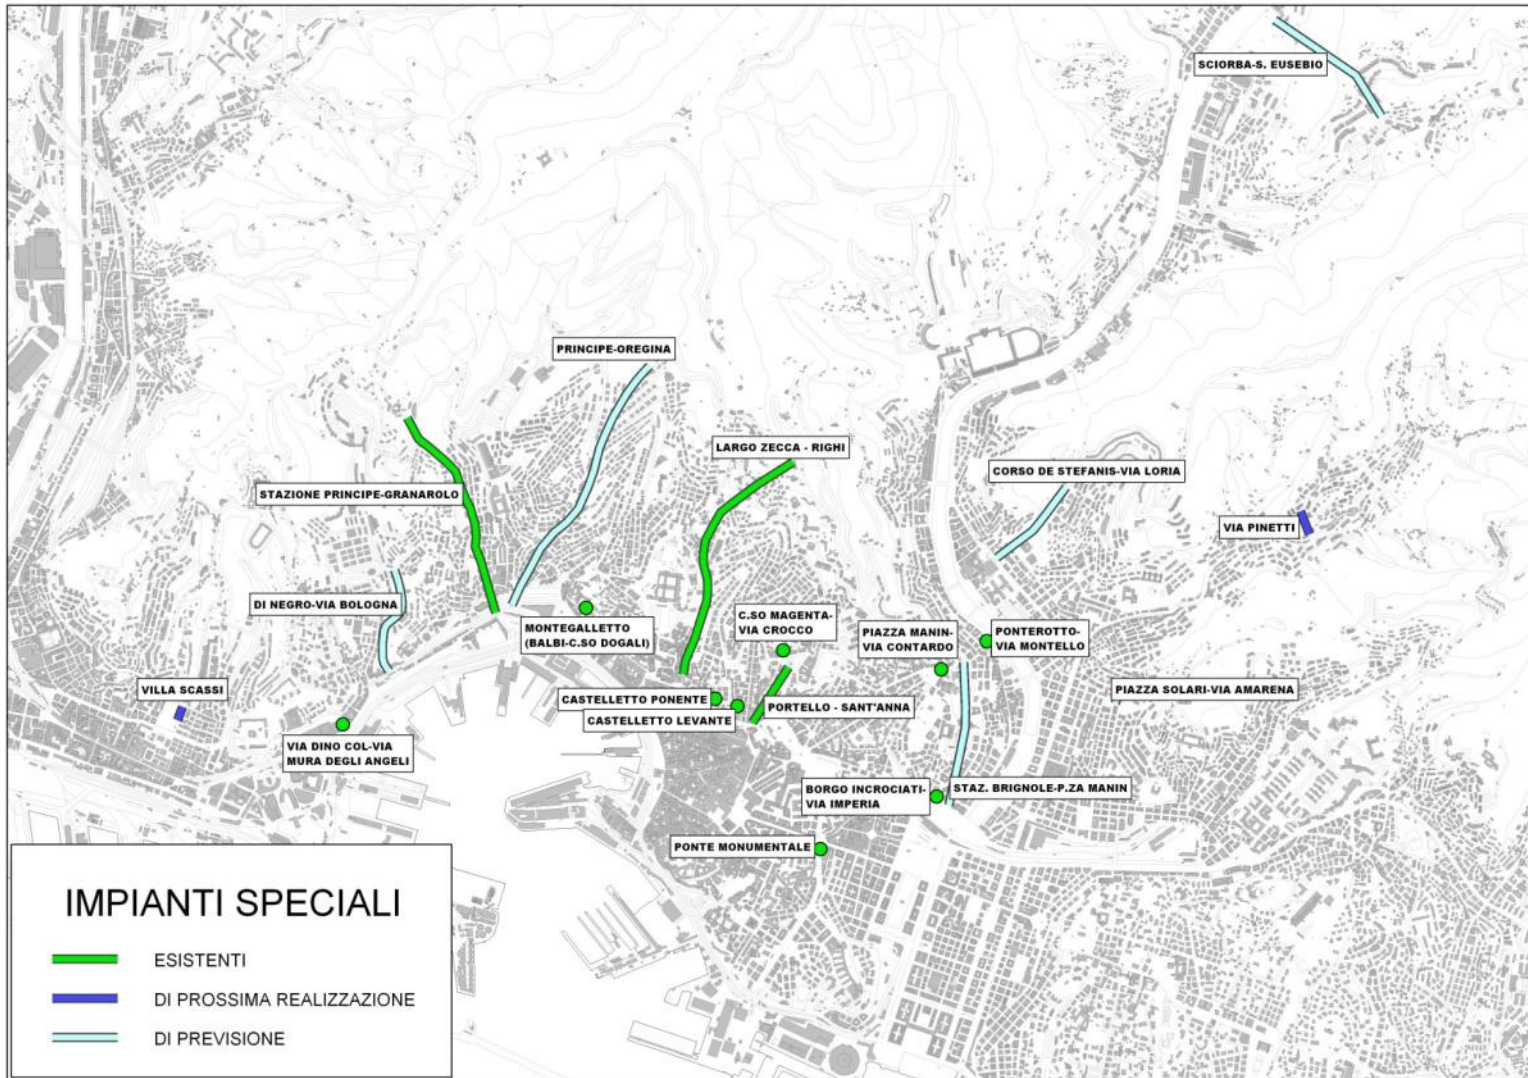 SCIORBA-S. EUSEBIO
PRINCIPE-OREGINA
LARGO ZECCA - RIGHI
CORSO DE STEFANIS-VIA LORIA
STAZIONE PRINCIPE-GRANAROLO
VIA PINETTI
DI NEGRO-VIA BOLOGNA
MONTEGALLETTO
(BALBI-C.SO DOGALI)
C.SO MAGENTA-
VIA CROCCO
PIAZZA MANIN-
VIA CONTARDO
PONTEROTTO-
VIA MONTELLO
VILLA SCASSI
CASTELLETTO PONENTE
CASTELLETTO LEVANTE
PORTELLO - SANT'ANNA
PIAZZA SOLARI-VIA AMARENA
VIA DINO COL-VIA
MURA DEGLI ANGELI
BORGO INCROCIATI-
VIA IMPERIA
STAZ. BRIGNOLE-P.ZA MANIN
PONTE MONUMENTALE
IMPIANTI SPECIALI
ESISTENTI
DI PROSSIMA REALIZZAZIONE
DI PREVISIONE